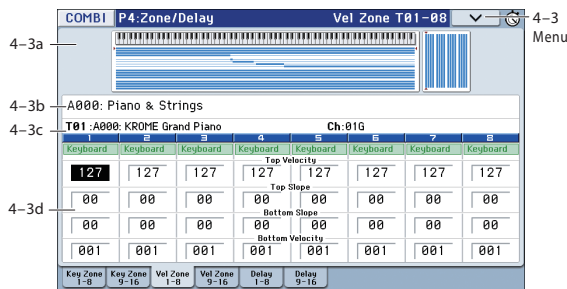 COMBI P4:Zone/Delay Vel Zone T01-08
4–3
Menu
4–3a
4–3b
A000: Piano & Strings
4–3c
T01 :A000: KROME Grand Piano Ch:01G
1 2 3 4 5 6 7 8
Keyboard Keyboard Keyboard Keyboard Keyboard Keyboard Keyboard Keyboard
Top Velocity
127 127 127 127 127 127 127 127
Top Slope
00 00 00 00 00 00 00 00
4–3d
Bottom Slope
00 00 00 00 00 00 00 00
Bottom Velocity
001 001 001 001 001 001 001 001
Key Zone 1-8 Key Zone 9-16 Vel Zone 1-8 Vel Zone 9-16 Delay 1-8 Delay 9-16